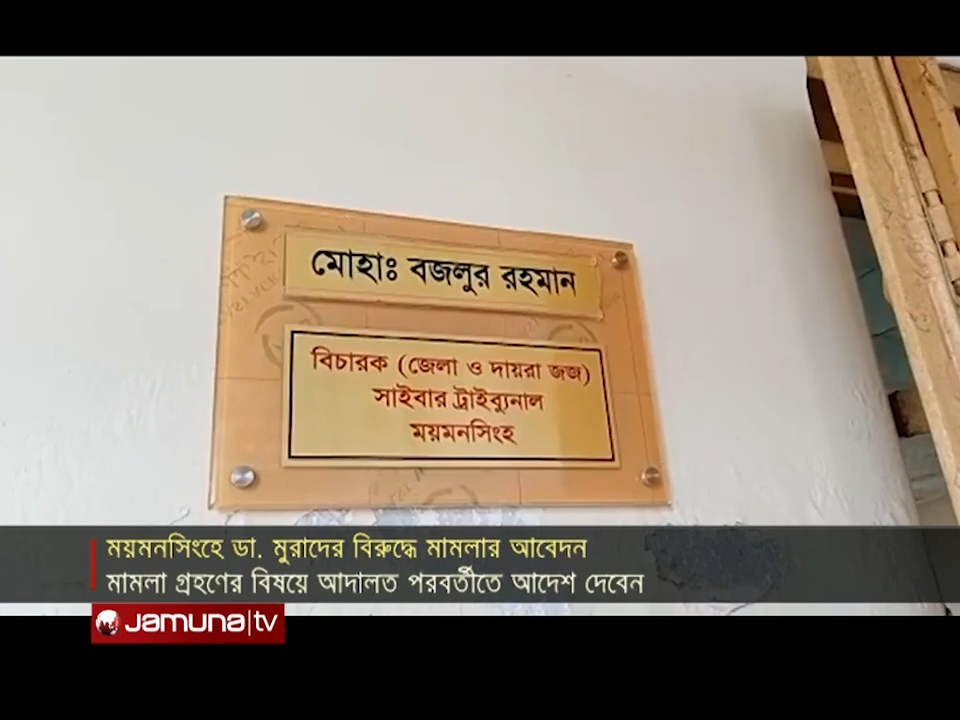 মোহাঃ বজলুর রহমান
বিচারক (জেলা ও দায়রা জজ)
সাইবার ট্রাইব্যুনাল
ময়মনসিংহ
ময়মনসিংহে ডা. মুরাদের বিরুদ্ধে মামলার আবেদন
মামলা গ্রহণের বিষয়ে আদালত পরবর্তীতে আদেশ দেবেন
Jamuna|tv